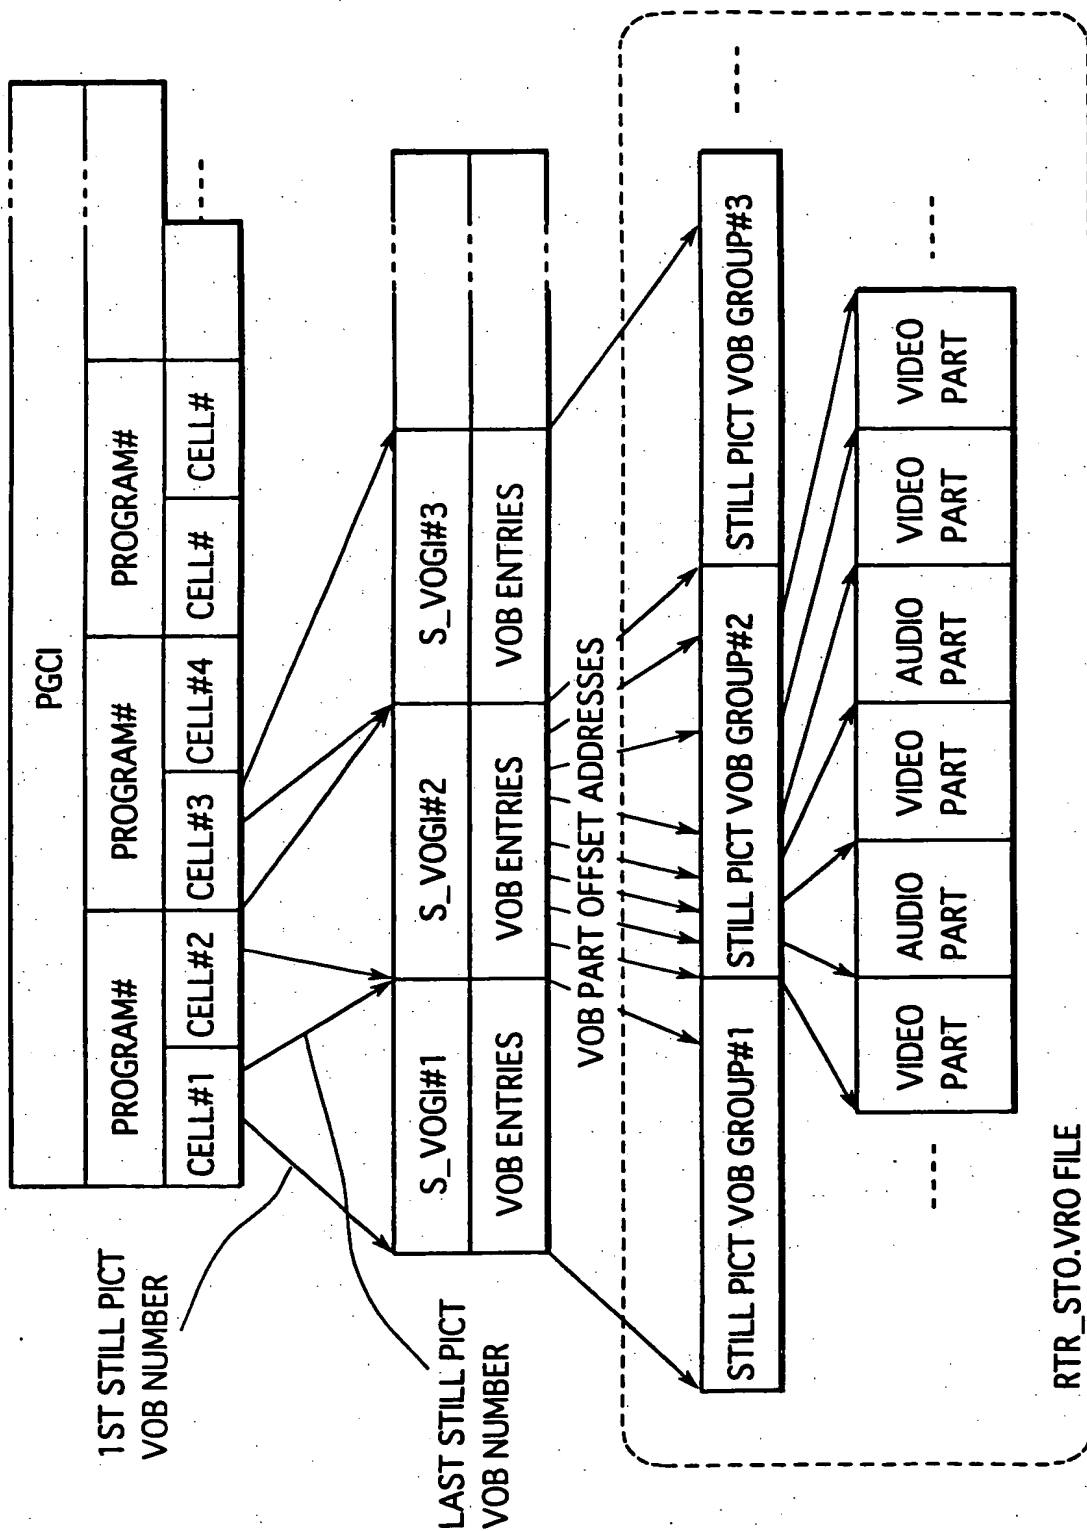 PGCI
PROGRAM#
PROGRAM#
PROGRAM#
CELL#1
CELL#2
CELL#3
CELL#4
CELL#
CELL#
1ST STILL PICT
VOB NUMBER
LAST STILL PICT
VOB NUMBER
S_VOGI#1
S_VOGI#2
S_VOGI#3
VOB ENTRIES
VOB ENTRIES
VOB ENTRIES
VOB PART OFFSET ADDRESSES
STILL PICT VOB GROUP#1
STILL PICT VOB GROUP#2
STILL PICT VOB GROUP#3
VIDEO
PART
AUDIO
PART
VIDEO
PART
AUDIO
PART
VIDEO
PART
VIDEO
PART
RTR_STO.VRO FILE